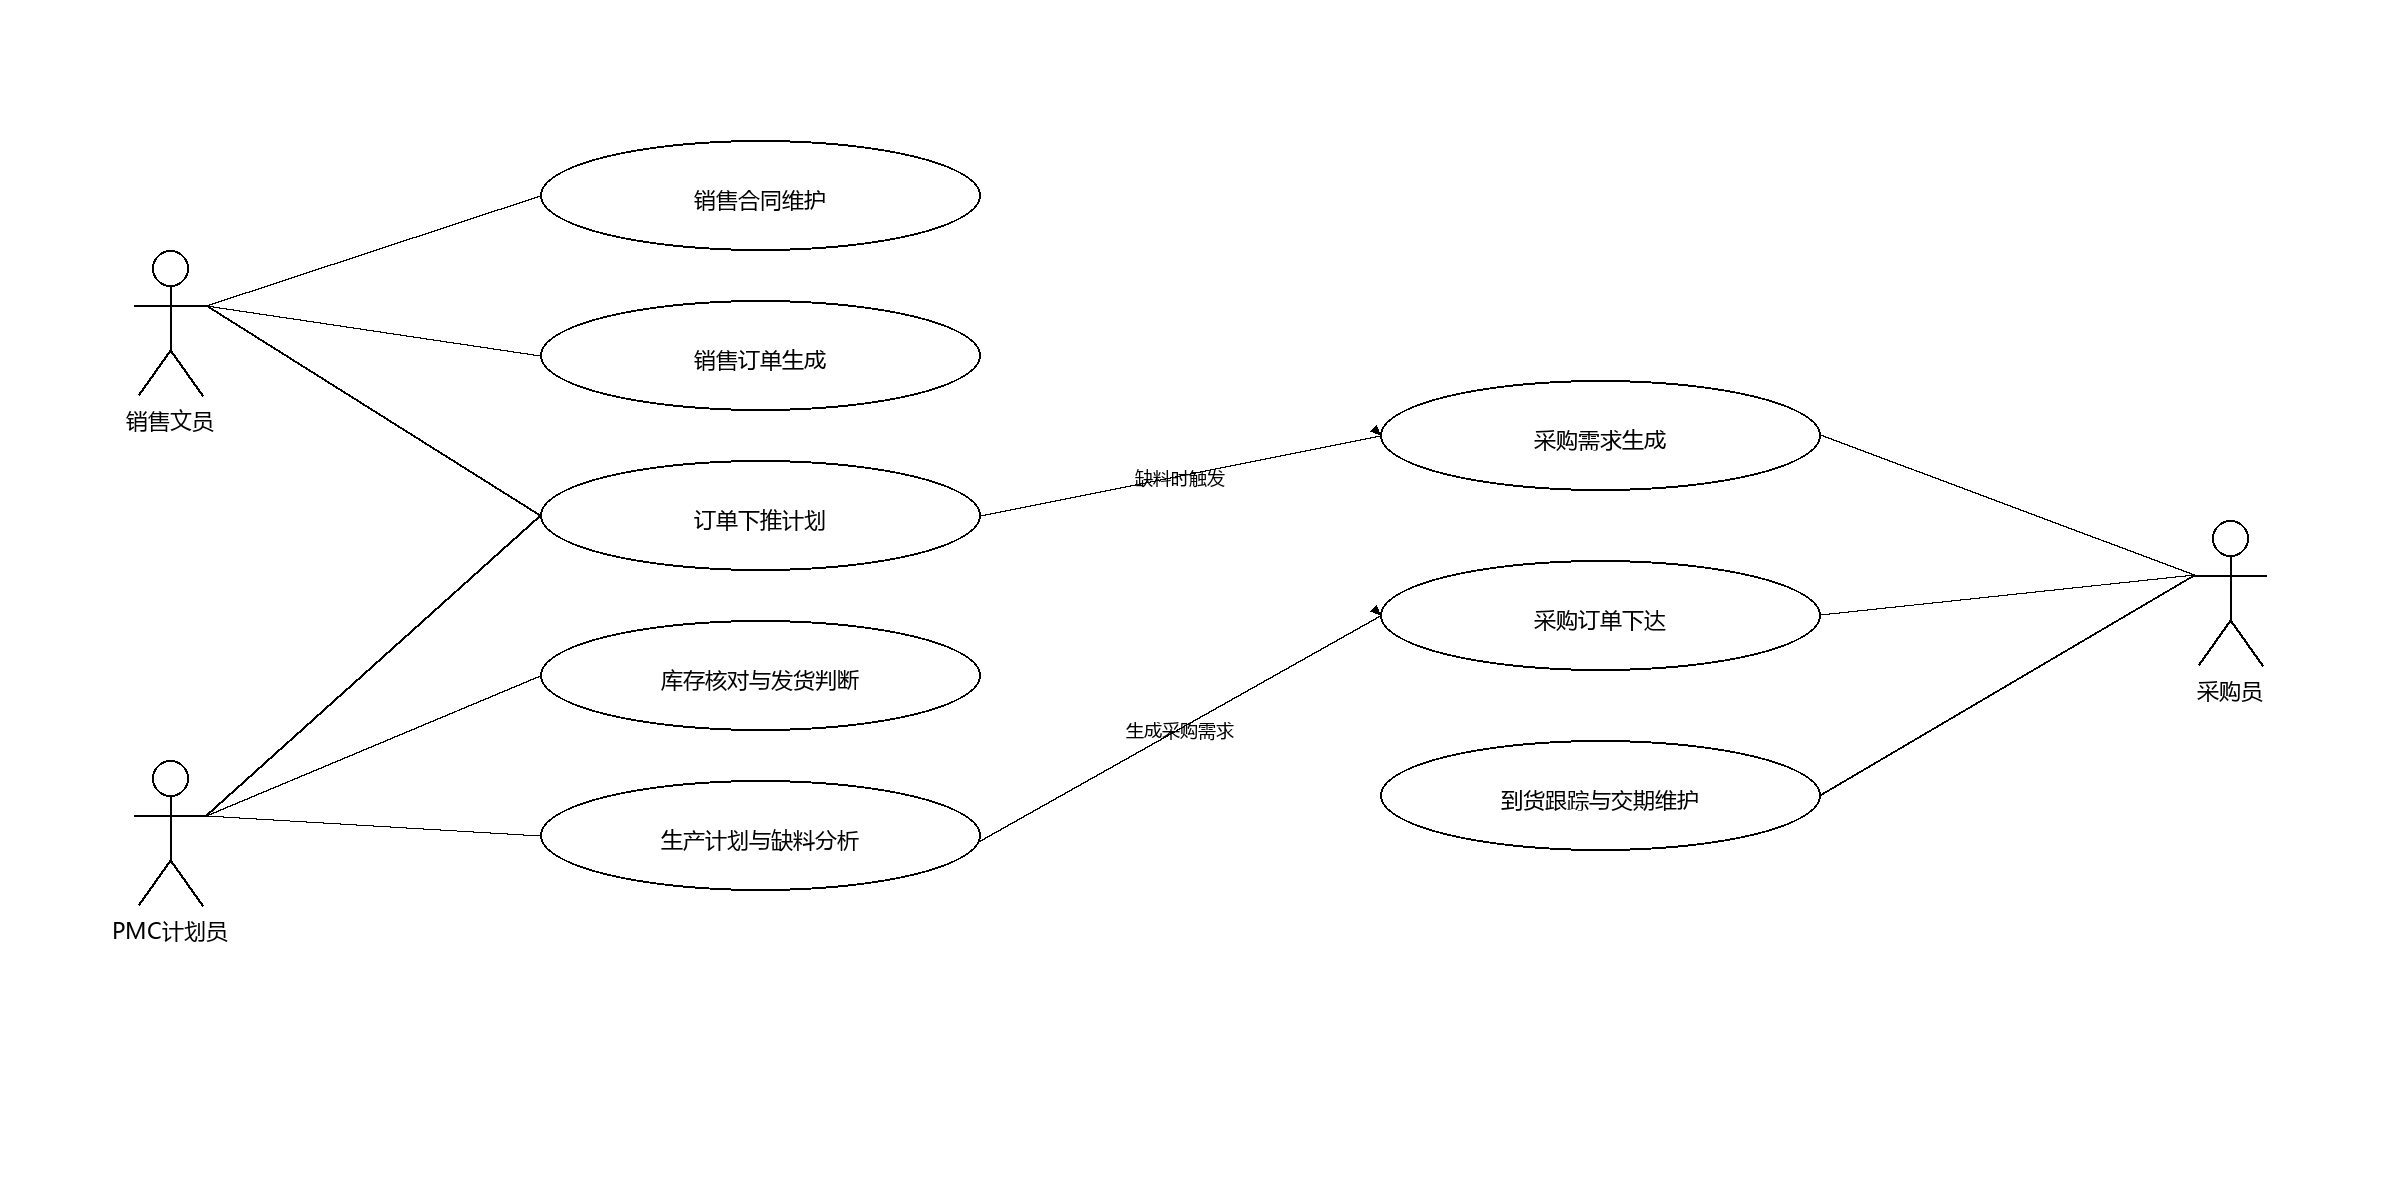 销售合同维护
销售订单生成
销售文员
订单下推计划
缺料时触发
采购需求生成
采购订单下达
采购员
库存核对与发货判断
生成采购需求
到货跟踪与交期维护
生产计划与缺料分析
PMC计划员